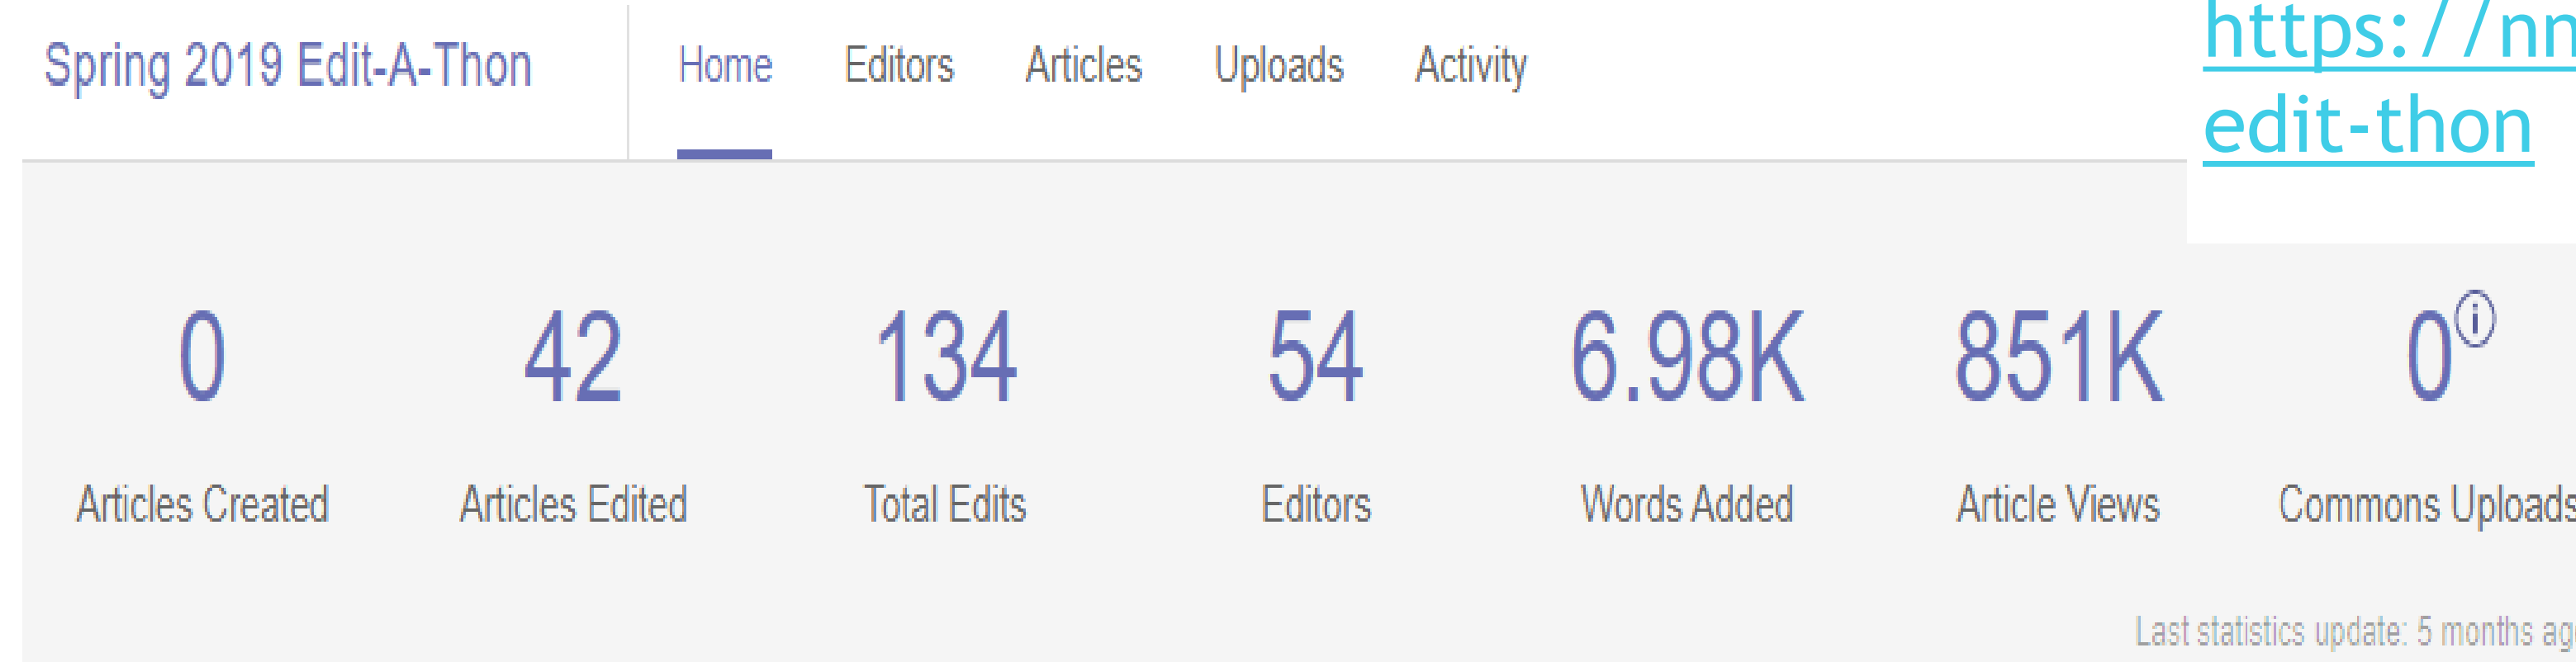 Spring 2019 Edit-A-Thon Home Editors Articles Uploads Activity
https://nn
edit-thon
0 42 134 54 6.98K 851K 0 i
Articles Created Articles Edited Total Edits Editors Words Added Article Views Commons Uploads
Last statistics update: 5 months ag